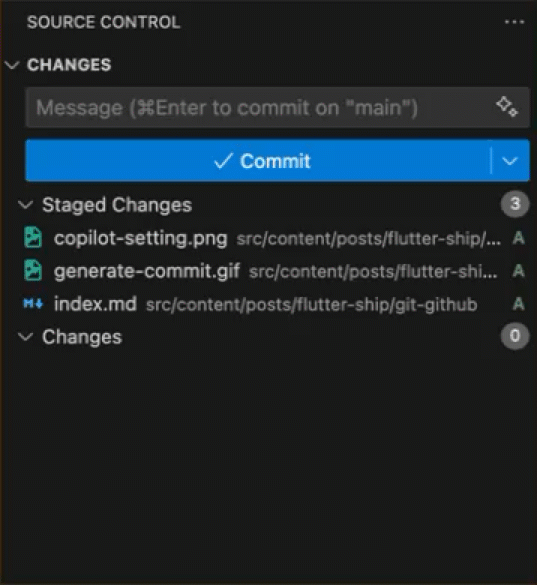 SOURCE CONTROL ...
CHANGES
Message (⌘Enter to commit on "main")
Commit
Staged Changes 3
copilot-setting.png src/content/posts/flutter-ship/... A
generate-commit.gif src/content/posts/flutter-shi... A
M↓ index.md src/content/posts/flutter-ship/git-github A
Changes 0